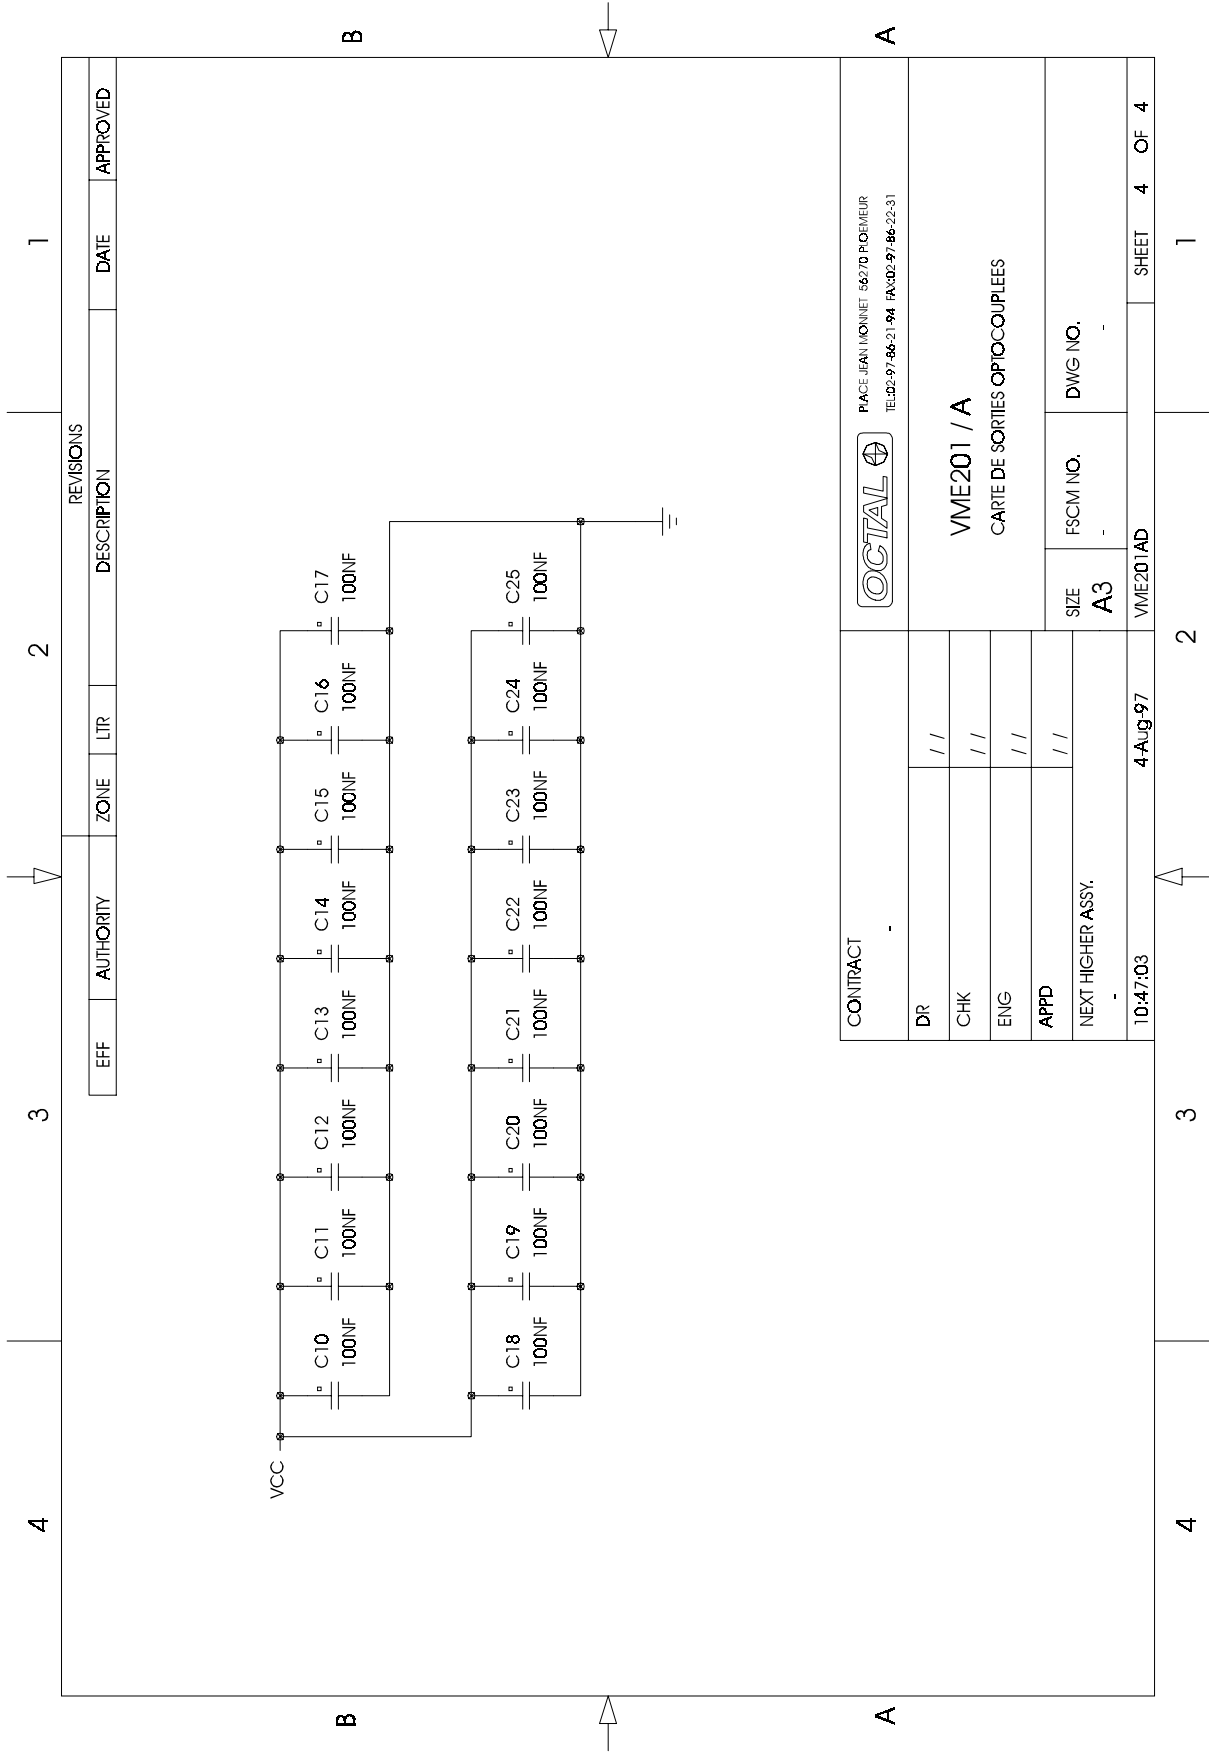 4
3
2
1
REVISIONS
EFF
AUTHORITY
ZONE
LTR
DESCRIPTION
DATE
APPROVED
B
B
VCC
C10
100NF
C11
100NF
C12
100NF
C13
100NF
C14
100NF
C15
100NF
C16
100NF
C17
100NF
C18
100NF
C19
100NF
C20
100NF
C21
100NF
C22
100NF
C23
100NF
C24
100NF
C25
100NF
A
A
CONTRACT
-
OCTAL
PLACE JEAN MONNET 56270 PLOEMEUR
TEL:02-97-86-21-94 FAX:02-97-86-22-31
DR
/ /
CHK
/ /
ENG
/ /
APPD
/ /
VME201 / A
CARTE DE SORTIES OPTOCOUPLEES
NEXT HIGHER ASSY.
-
SIZE
A3
FSCM NO.
-
DWG NO.
-
10:47:03
4-Aug-97
VME201AD
SHEET 4 OF 4
4
3
2
1